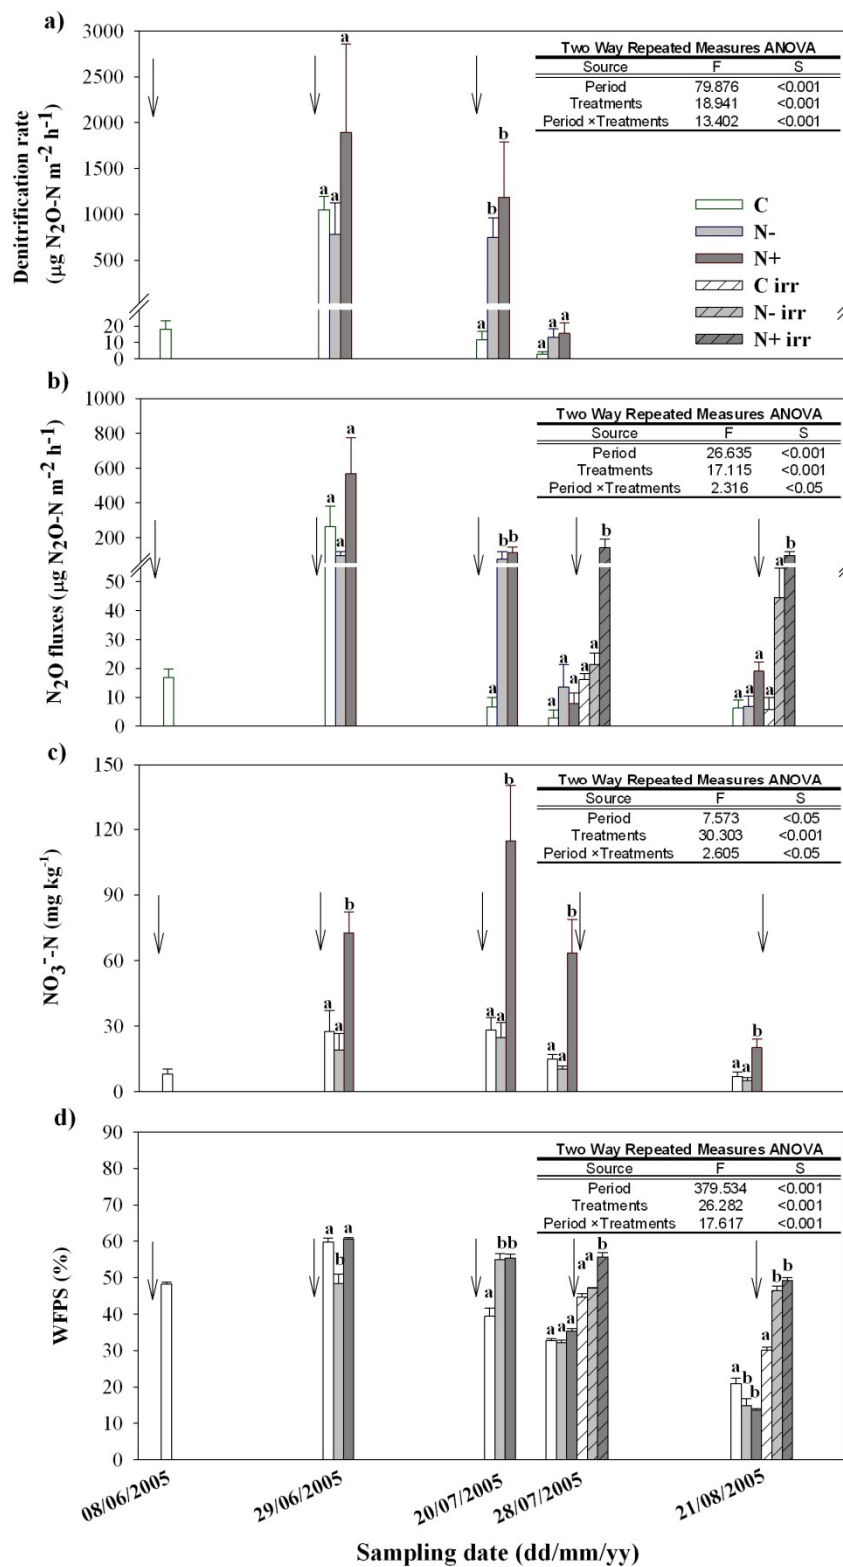 a)
Denitrification rate
(µg N2O-N m-2 h-1)
3000
2500
2000
1500
1000
500
20
10
0
a
a
a
b
b
a
a
a
a
Two Way Repeated Measures ANOVA
Source F S
Period 79.876 <0.001
Treatments 18.941 <0.001
Period ×Treatments 13.402 <0.001
C
N-
N+
C irr
N- irr
N+ irr
b)
N2O fluxes (µg N2O-N m-2 h-1)
1000
800
600
400
200
50
40
30
20
10
0
a
a
a
a
b b
a
a
a
a
a
b
a
a
a
a
a
b
Two Way Repeated Measures ANOVA
Source F S
Period 26.635 <0.001
Treatments 17.115 <0.001
Period ×Treatments 2.316 <0.05
c)
NO3--N (mg kg-1)
150
120
90
60
30
0
a
a
b
a
a
b
a
a
b
a
a
b
Two Way Repeated Measures ANOVA
Source F S
Period 7.573 <0.05
Treatments 30.303 <0.001
Period ×Treatments 2.605 <0.05
d)
WFPS (%)
90
80
70
60
50
40
30
20
10
0
a
b
a
a
bb
a
a
a
a
a
b
a
b
b
a
b
b
Two Way Repeated Measures ANOVA
Source F S
Period 379.534 <0.001
Treatments 26.282 <0.001
Period ×Treatments 17.617 <0.001
08/06/2005
29/06/2005
20/07/2005
28/07/2005
21/08/2005
Sampling date (dd/mm/yy)